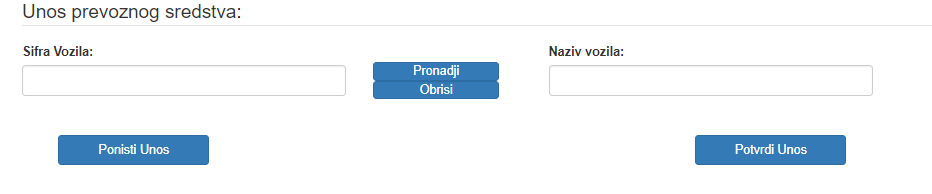 Unos prevoznog sredstva:
Sifra Vozila:
Naziv vozila:
Pronadji
Obrisi
Ponisti Unos
Potvrdi Unos